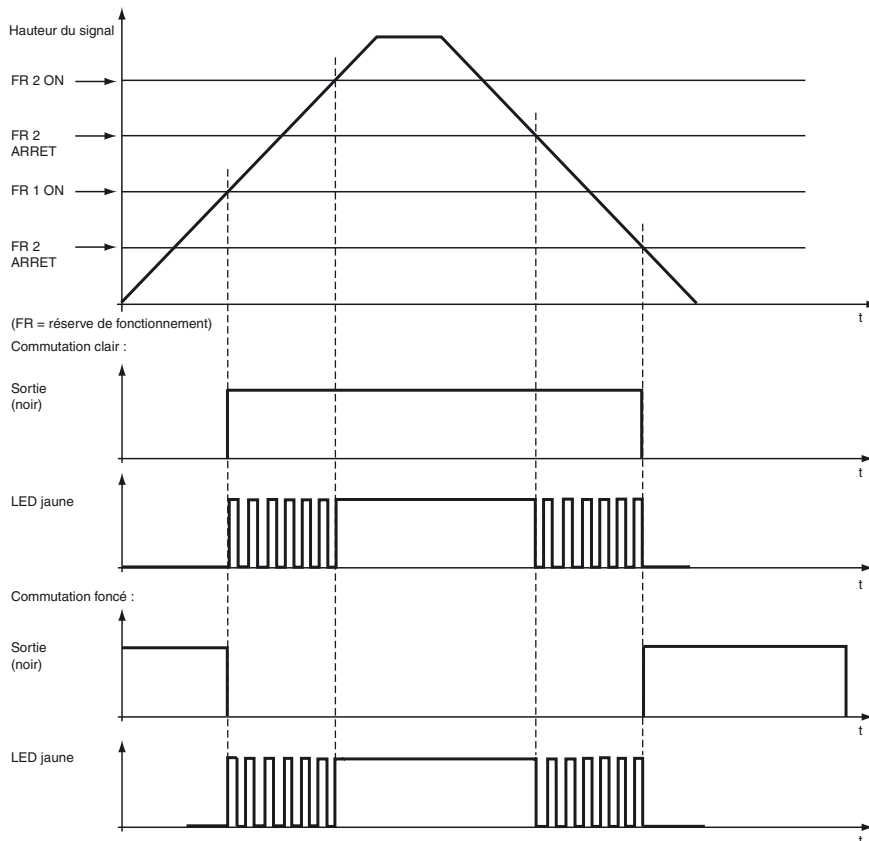 Hauteur du signal
FR 2 ON
FR 2
ARRET
FR 1 ON
FR 2
ARRET
t
(FR = réserve de fonctionnement)
Commutation clair :
Sortie
(noir)
t
LED jaune
t
Commutation foncé :
Sortie
(noir)
t
LED jaune
t